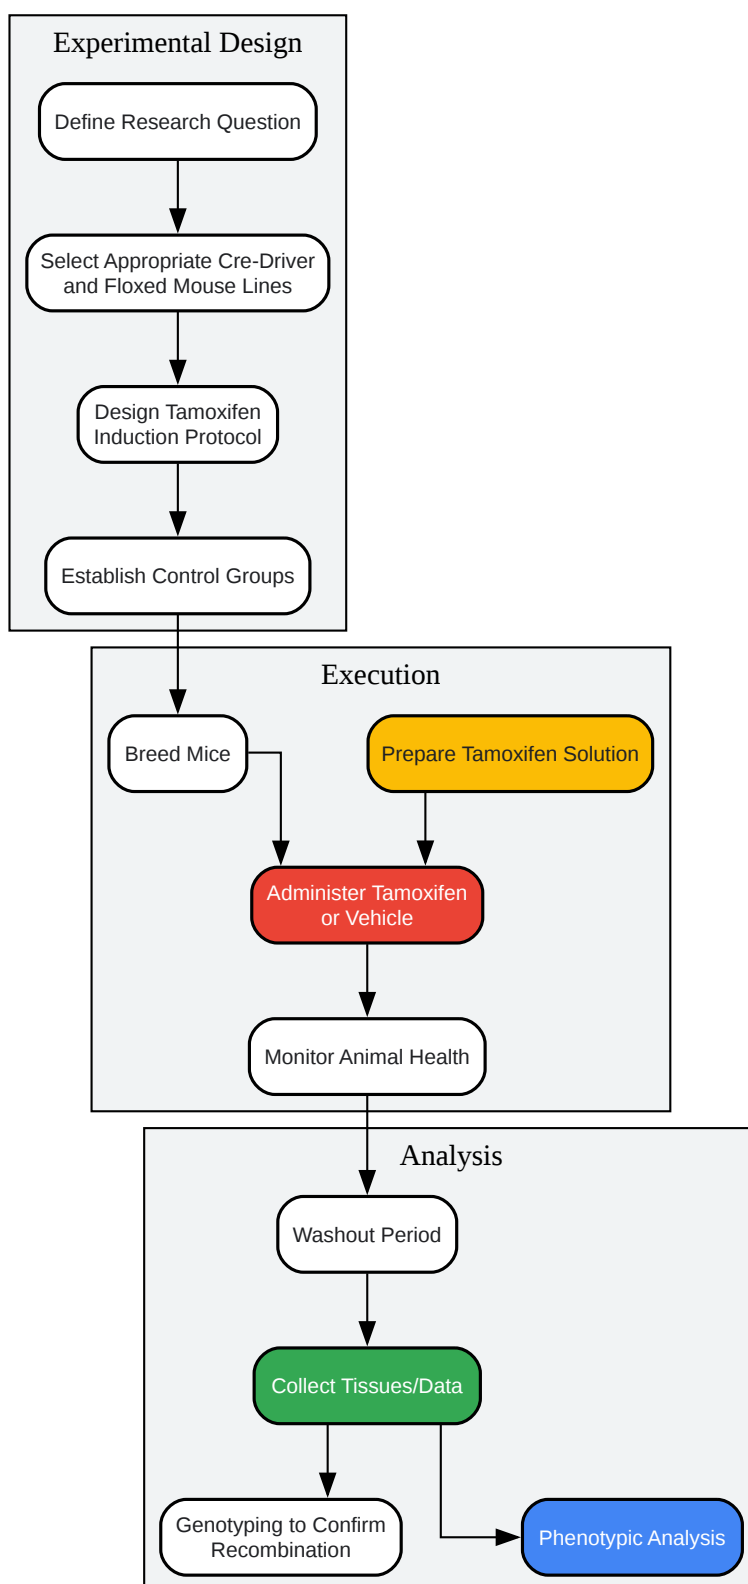 Experimental Design
Define Research Question
Select Appropriate Cre-Driver
and Floxed Mouse Lines
Design Tamoxifen
Induction Protocol
Establish Control Groups
Execution
Breed Mice
Prepare Tamoxifen Solution
Administer Tamoxifen
or Vehicle
Monitor Animal Health
Analysis
Washout Period
Collect Tissues/Data
Genotyping to Confirm
Recombination
Phenotypic Analysis